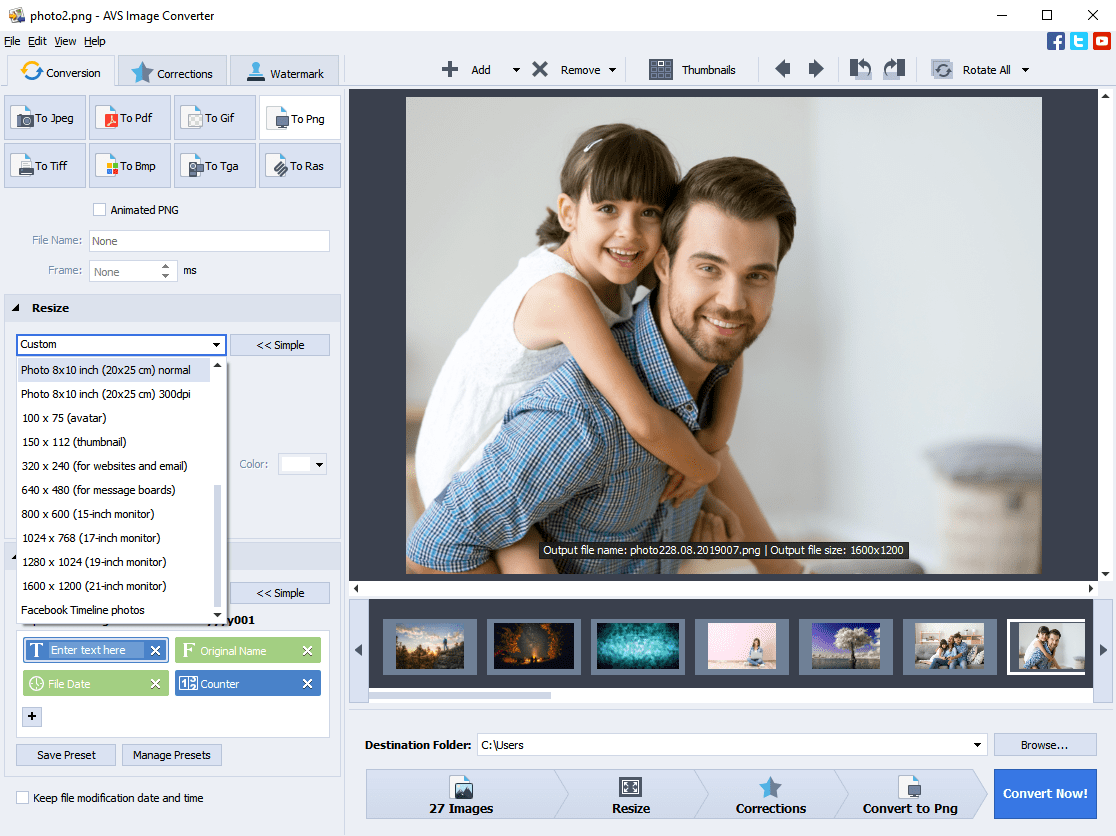 photo2.png - AVS Image Converter
File Edit View Help
Conversion Corrections Watermark
Add Remove Thumbnails Rotate All
To Jpeg To Pdf To Gif To Png
To Tiff To Bmp To Tga To Ras
Animated PNG
File Name: None
Frame: None ms
Resize
Custom << Simple
Photo 8x10 inch (20x25 cm) normal
Photo 8x10 inch (20x25 cm) 300dpi
100 x 75 (avatar)
150 x 112 (thumbnail)
320 x 240 (for websites and email)
Color:
640 x 480 (for message boards)
800 x 600 (15-inch monitor)
1024 x 768 (17-inch monitor)
1280 x 1024 (19-inch monitor)
1600 x 1200 (21-inch monitor)
Facebook Timeline photos
<< Simple
y001
Enter text here Original Name
File Date Counter
+
Save Preset Manage Presets
Keep file modification date and time
Output file name: photo228.08.2019007.png | Output file size: 1600x1200
Destination Folder: C:\Users Browse...
27 Images Resize Corrections Convert to Png Convert Now!